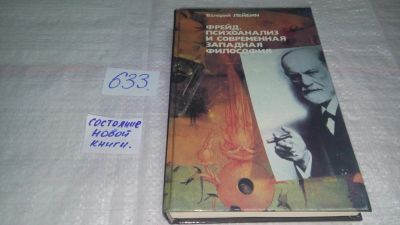 Валерий ЛЕЙБИН
ФРЕЙД,
ПСИХОАНАЛИЗ
И СОВРЕМЕННАЯ
ЗАПАДНАЯ
ФИЛОСОФИЯ
633.
состояние
новой
книги.